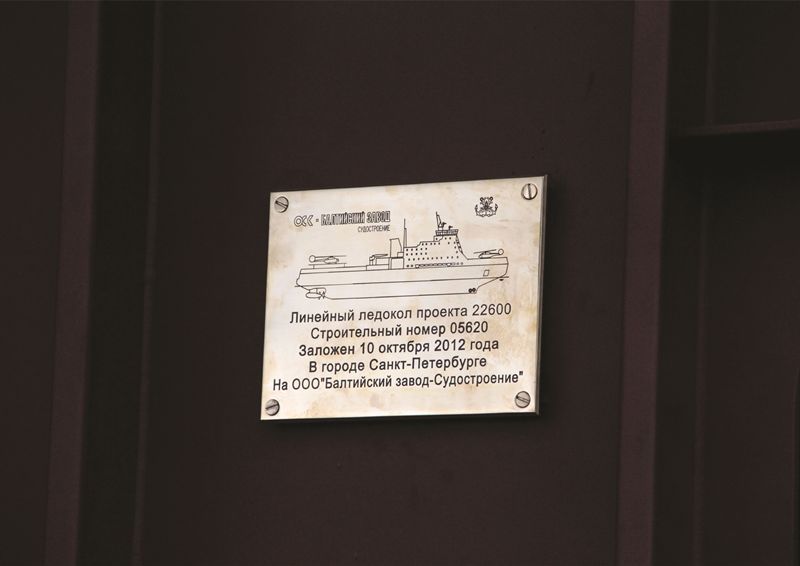 ОСК - БАЛТИЙСКИЙ ЗАВОД
СУДОСТРОЕНИЕ
Линейный ледокол проекта 22600
Строительный номер 05620
Заложен 10 октября 2012 года
В городе Санкт-Петербурге
На ООО"Балтийский завод-Судостроение"